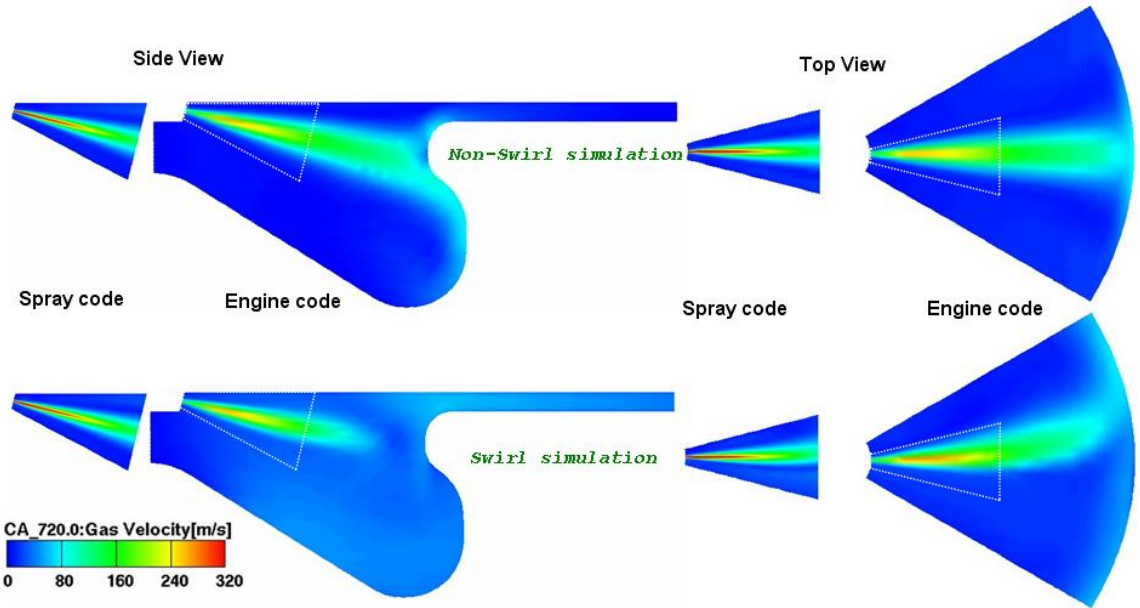 Side View
Top View
Non-Swirl simulation
Spray code
Engine code
Spray code
Engine code
Swirl simulation
CA_720.0:Gas Velocity[m/s]
0 80 160 240 320